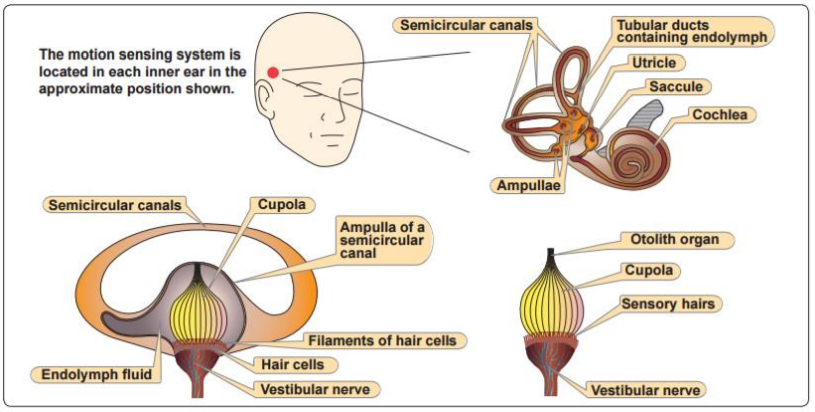 The motion sensing system is
located in each inner ear in the
approximate position shown.
Semicircular canals
Tubular ducts
containing endolymph
Utricle
Saccule
Cochlea
Ampullae
Semicircular canals
Cupola
Ampulla of a
semicircular
canal
Filaments of hair cells
Hair cells
Endolymph fluid
Vestibular nerve
Otolith organ
Cupola
Sensory hairs
Vestibular nerve